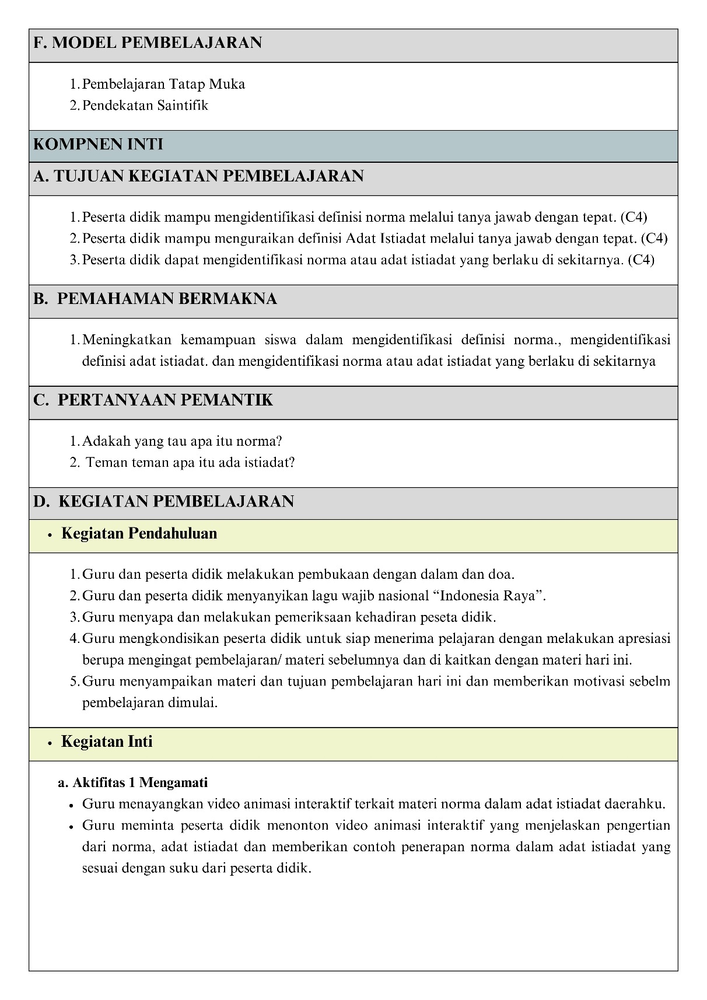 F. MODEL PEMBELAJARAN
1. Pembelajaran Tatap Muka
2. Pendekatan Saintifik
KOMPNEN INTI
A. TUJUAN KEGIATAN PEMBELAJARAN
1. Peserta didik mampu mengidentifikasi definisi norma melalui tanya jawab dengan tepat. (C4)
2. Peserta didik mampu menguraikan definisi Adat Istiadat melalui tanya jawab dengan tepat. (C4)
3. Peserta didik dapat mengidentifikasi norma atau adat istiadat yang berlaku di sekitarnya. (C4)
B. PEMAHAMAN BERMAKNA
1. Meningkatkan kemampuan siswa dalam mengidentifikasi definisi norma., mengidentifikasi
definisi adat istiadat. dan mengidentifikasi norma atau adat istiadat yang berlaku di sekitarnya
C. PERTANYAAN PEMANTIK
1. Adakah yang tau apa itu norma?
2. Teman teman apa itu ada istiadat?
D. KEGIATAN PEMBELAJARAN
• Kegiatan Pendahuluan
1. Guru dan peserta didik melakukan pembukaan dengan dalam dan doa.
2. Guru dan peserta didik menyanyikan lagu wajib nasional “Indonesia Raya”.
3. Guru menyapa dan melakukan pemeriksaan kehadiran peseta didik.
4. Guru mengkondisikan peserta didik untuk siap menerima pelajaran dengan melakukan apresiasi
berupa mengingat pembelajaran/ materi sebelumnya dan di kaitkan dengan materi hari ini.
5. Guru menyampaikan materi dan tujuan pembelajaran hari ini dan memberikan motivasi sebelm
pembelajaran dimulai.
• Kegiatan Inti
a. Aktifitas 1 Mengamati
• Guru menayangkan video animasi interaktif terkait materi norma dalam adat istiadat daerahku.
• Guru meminta peserta didik menonton video animasi interaktif yang menjelaskan pengertian
dari norma, adat istiadat dan memberikan contoh penerapan norma dalam adat istiadat yang
sesuai dengan suku dari peserta didik.